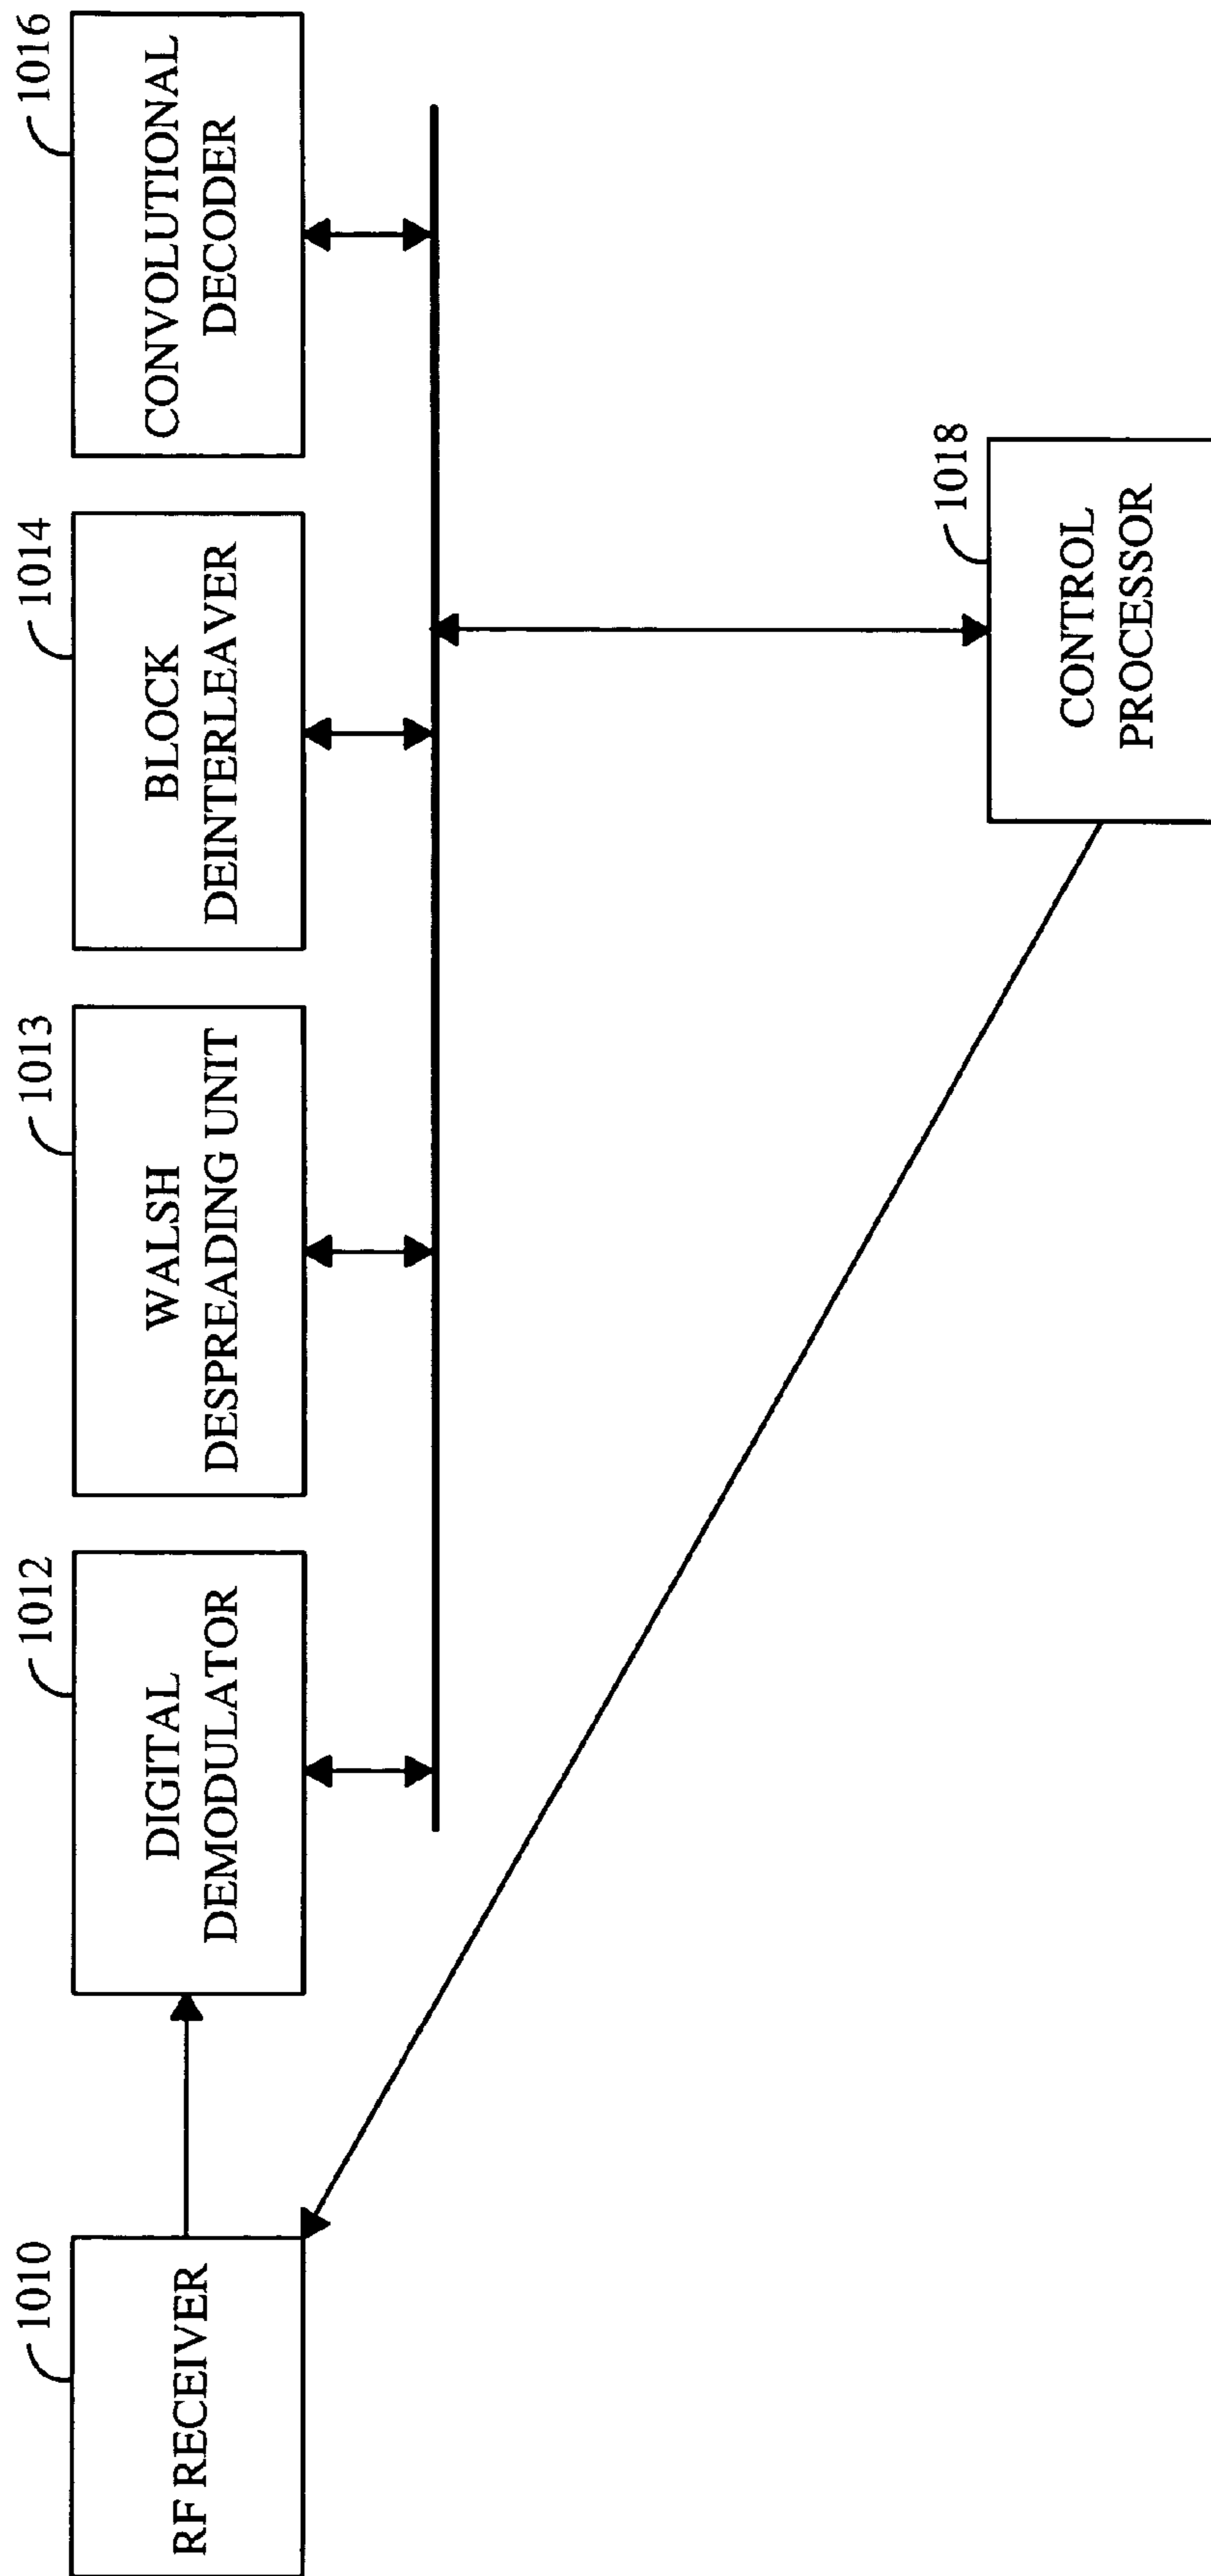 1010
RF RECEIVER
1012
DIGITAL
DEMODULATOR
1013
WALSH
DESPREADING UNIT
1014
BLOCK
DEINTERLEAVER
1016
CONVOLUTIONAL
DECODER
1018
CONTROL
PROCESSOR